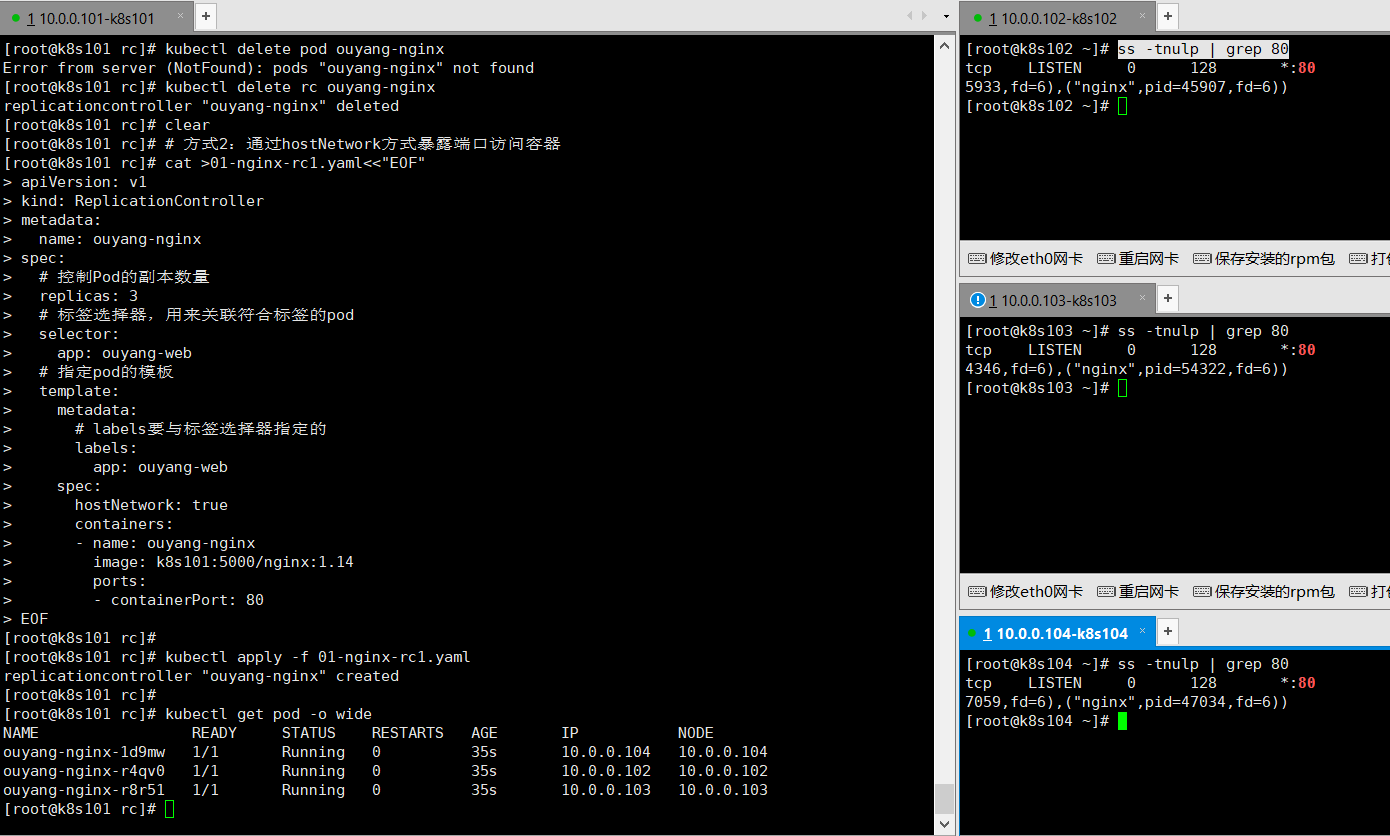 1 10.0.0.101-k8s101 × +
[root@k8s101 rc]# kubectl delete pod ouyang-nginx
Error from server (NotFound): pods "ouyang-nginx" not found
[root@k8s101 rc]# kubectl delete rc ouyang-nginx
replicationcontroller "ouyang-nginx" deleted
[root@k8s101 rc]# clear
[root@k8s101 rc]# # 方式2：通过hostNetwork方式暴露端口访问容器
[root@k8s101 rc]# cat >01-nginx-rc1.yaml<<"EOF"
> apiVersion: v1
> kind: ReplicationController
> metadata:
>   name: ouyang-nginx
> spec:
>   # 控制Pod的副本数量
>   replicas: 3
>   # 标签选择器，用来关联符合标签的pod
>   selector:
>     app: ouyang-web
>   # 指定pod的模板
>   template:
>     metadata:
>       # labels要与标签选择器指定的
>       labels:
>         app: ouyang-web
>     spec:
>       hostNetwork: true
>       containers:
>       - name: ouyang-nginx
>         image: k8s101:5000/nginx:1.14
>         ports:
>         - containerPort: 80
> EOF
[root@k8s101 rc]#
[root@k8s101 rc]# kubectl apply -f 01-nginx-rc1.yaml
replicationcontroller "ouyang-nginx" created
[root@k8s101 rc]#
[root@k8s101 rc]# kubectl get pod -o wide
NAME                 READY     STATUS    RESTARTS   AGE       IP           NODE
ouyang-nginx-1d9mw   1/1       Running   0          35s       10.0.0.104   10.0.0.104
ouyang-nginx-r4qv0   1/1       Running   0          35s       10.0.0.102   10.0.0.102
ouyang-nginx-r8r51   1/1       Running   0          35s       10.0.0.103   10.0.0.103
[root@k8s101 rc]#
1 10.0.0.102-k8s102 × +
[root@k8s102 ~]# ss -tnulp | grep 80
tcp    LISTEN     0      128       *:80
5933,fd=6),("nginx",pid=45907,fd=6))
[root@k8s102 ~]#
修改eth0网卡 重启网卡 保存安装的rpm包 打
1 10.0.0.103-k8s103 × +
[root@k8s103 ~]# ss -tnulp | grep 80
tcp    LISTEN     0      128       *:80
4346,fd=6),("nginx",pid=54322,fd=6))
[root@k8s103 ~]#
修改eth0网卡 重启网卡 保存安装的rpm包 打
1 10.0.0.104-k8s104 × +
[root@k8s104 ~]# ss -tnulp | grep 80
tcp    LISTEN     0      128       *:80
7059,fd=6),("nginx",pid=47034,fd=6))
[root@k8s104 ~]#